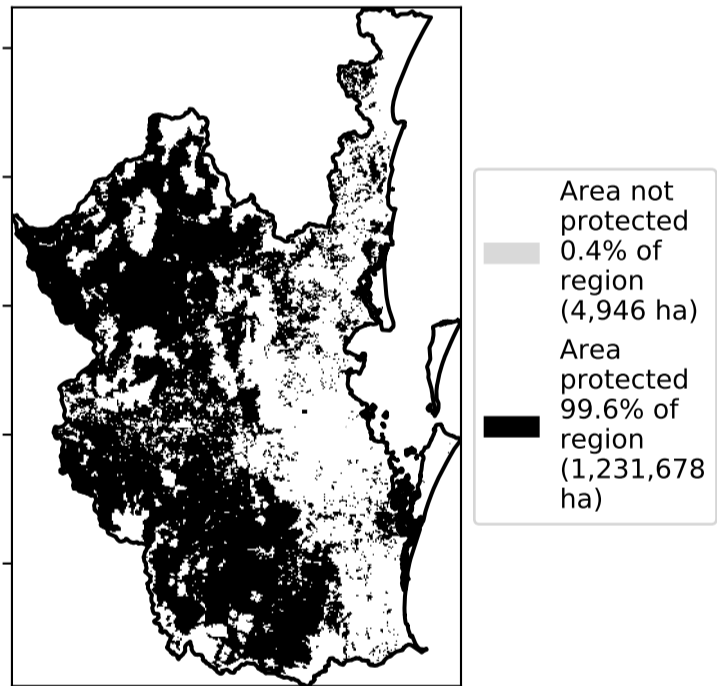 Area not
protected
0.4% of
region
(4,946 ha)
Area
protected
99.6% of
region
(1,231,678
ha)